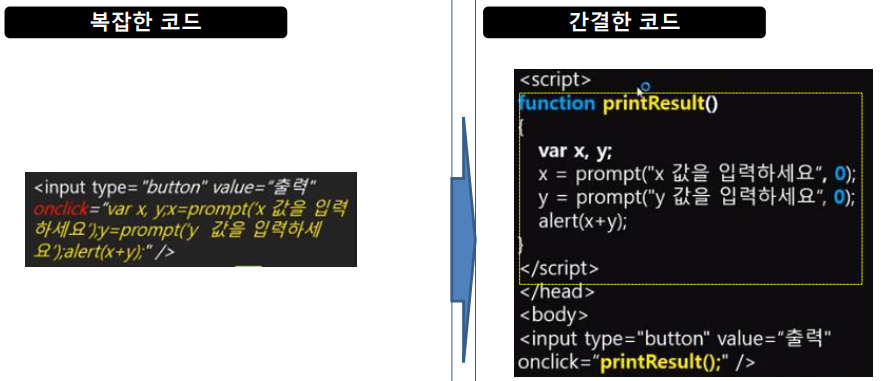 복잡한 코드
<input type="button" value="출력"
onclick="var x, y;x=prompt('x 값을 입력
하세요');y=prompt('y 값을 입력하세
요');alert(x+y);" />
간결한 코드
<script>
function printResult()
{
var x, y;
x = prompt("x 값을 입력하세요", 0);
y = prompt("y 값을 입력하세요", 0);
alert(x+y);
}
</script>
</head>
<body>
<input type="button" value="출력"
onclick="printResult();" />